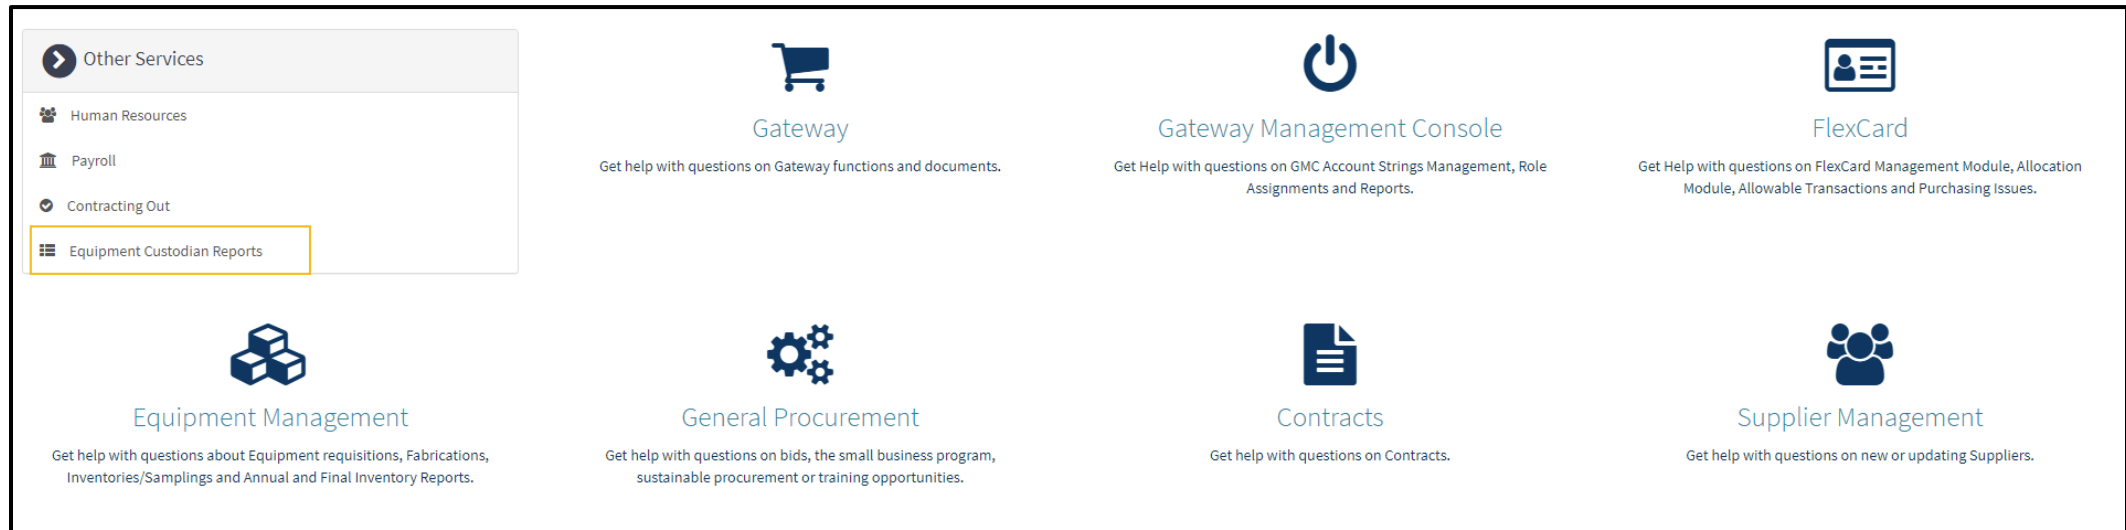 Other Services
Human Resources
Payroll
Contracting Out
Equipment Custodian Reports
Gateway
Get help with questions on Gateway functions and documents.
Gateway Management Console
Get Help with questions on GMC Account Strings Management, Role
Assignments and Reports.
FlexCard
Get Help with questions on FlexCard Management Module, Allocation
Module, Allowable Transactions and Purchasing Issues.
Equipment Management
Get help with questions about Equipment requisitions, Fabrications,
Inventories/Samplings and Annual and Final Inventory Reports.
General Procurement
Get help with questions on bids, the small business program,
sustainable procurement or training opportunities.
Contracts
Get help with questions on Contracts.
Supplier Management
Get help with questions on new or updating Suppliers.